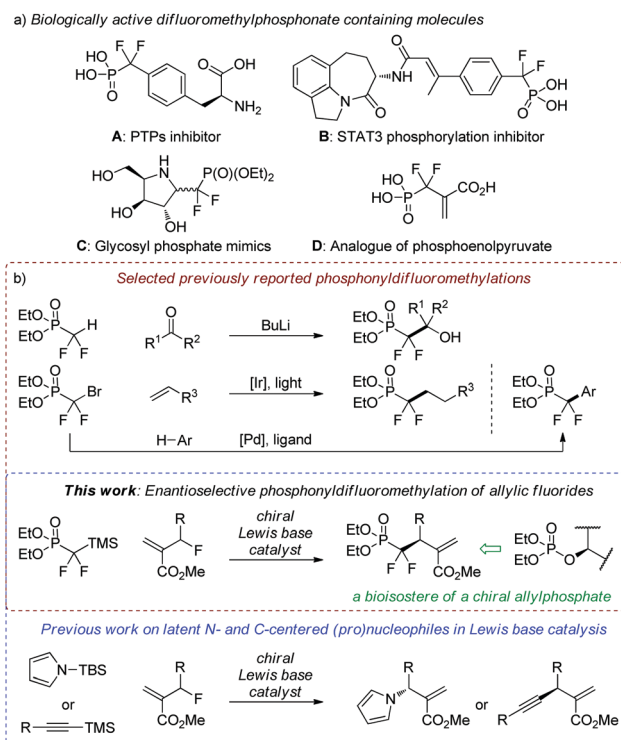 a) Biologically active difluoromethylphosphonate containing molecules
F F
HO HO P O
O OH
NH2
A: PTPs inhibitor
O N O
HN
F F
P OH OH
O
B: STAT3 phosphorylation inhibitor
HO
H N
P(O)(OEt)2
F F
HO OH
C: Glycosyl phosphate mimics
HO HO P O
F F
CO2H
D: Analogue of phosphoenolpyruvate
b) Selected previously reported phosphonyldifluoromethylations
EtO EtO P O H F F
O R1 R2
BuLi
EtO EtO P O R1 R2 OH F F
EtO EtO P O Br F F
R3
[Ir], light
EtO EtO P O R3 F F
EtO EtO P O Ar F F
H−Ar [Pd], ligand
This work: Enantioselective phosphonyldifluoromethylation of allylic fluorides
EtO EtO P O TMS F F
R F CO2Me
chiral
Lewis base
catalyst
EtO EtO P O R F F CO2Me
EtO EtO P O O
a bioisostere of a chiral allylphosphate
Previous work on latent N- and C-centered (pro)nucleophiles in Lewis base catalysis
N−TBS
or
R TMS
R F CO2Me
chiral
Lewis base
catalyst
N R CO2Me
or
R R CO2Me